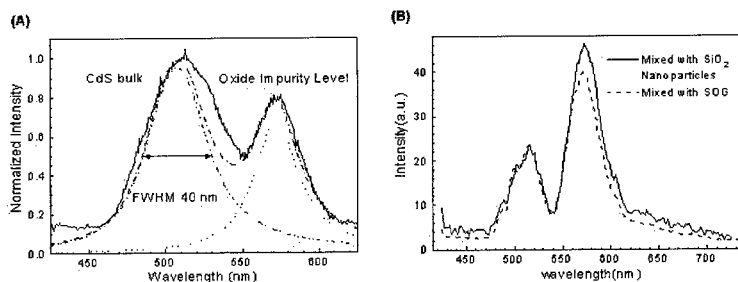 (A)
CdS bulk
Oxide Impurity Level
FWHM 40 nm
Normalized Intensity
1.0
0.8
0.6
0.4
0.2
0.0
450
500
550
600
Wavelength (nm)
(B)
Mixed with SiO₂
Nanoparticles
Mixed with SOG
Intensity(a.u.)
40
30
20
10
0
450
500
550
600
650
700
wavelength(nm)